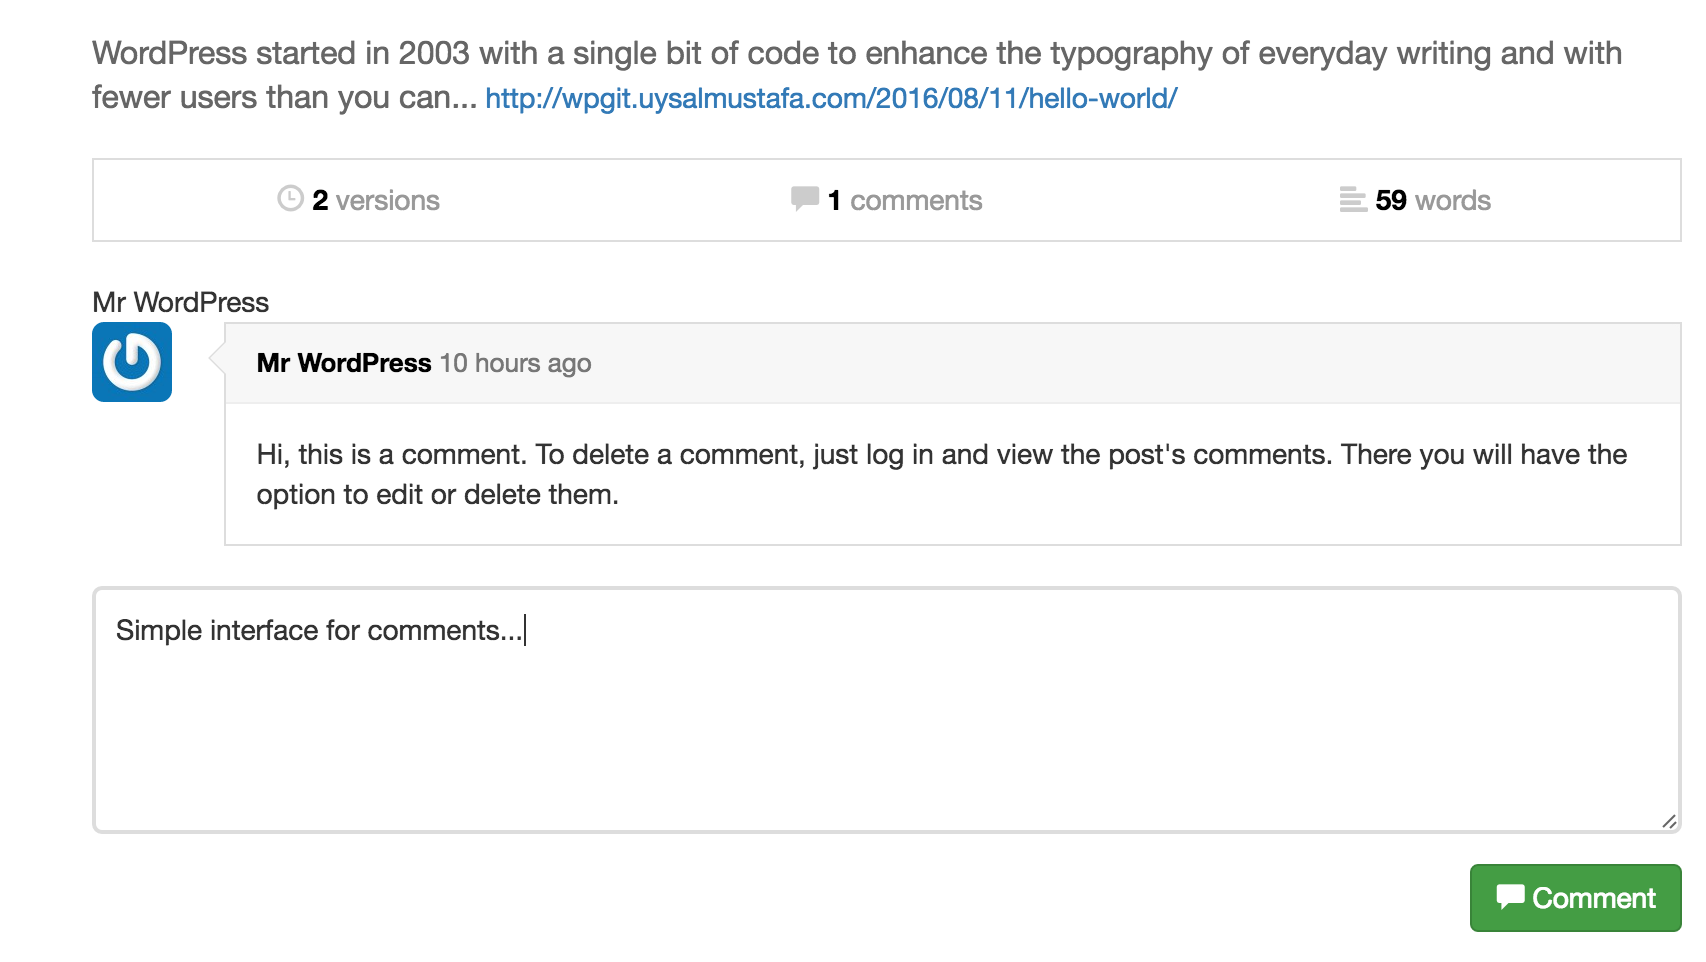 WordPress started in 2003 with a single bit of code to enhance the typography of everyday writing and with
fewer users than you can... http://wpgit.uysalmustafa.com/2016/08/11/hello-world/
2 versions 1 comments 59 words
Mr WordPress
Mr WordPress 10 hours ago
Hi, this is a comment. To delete a comment, just log in and view the post's comments. There you will have the
option to edit or delete them.
Simple interface for comments...
Comment